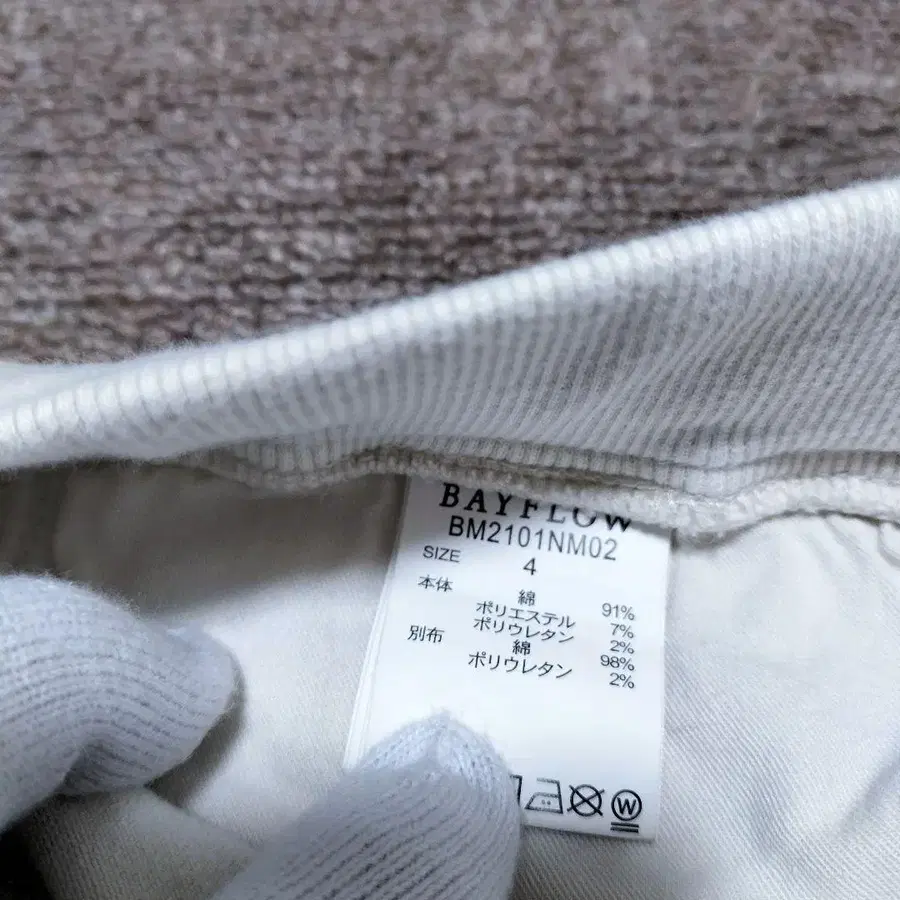 BAYFLOW
BM2101NM02
SIZE 4
本体 綿 91%
ポリエステル 7%
ポリウレタン 2%
別布 綿 98%
ポリウレタン 2%
W